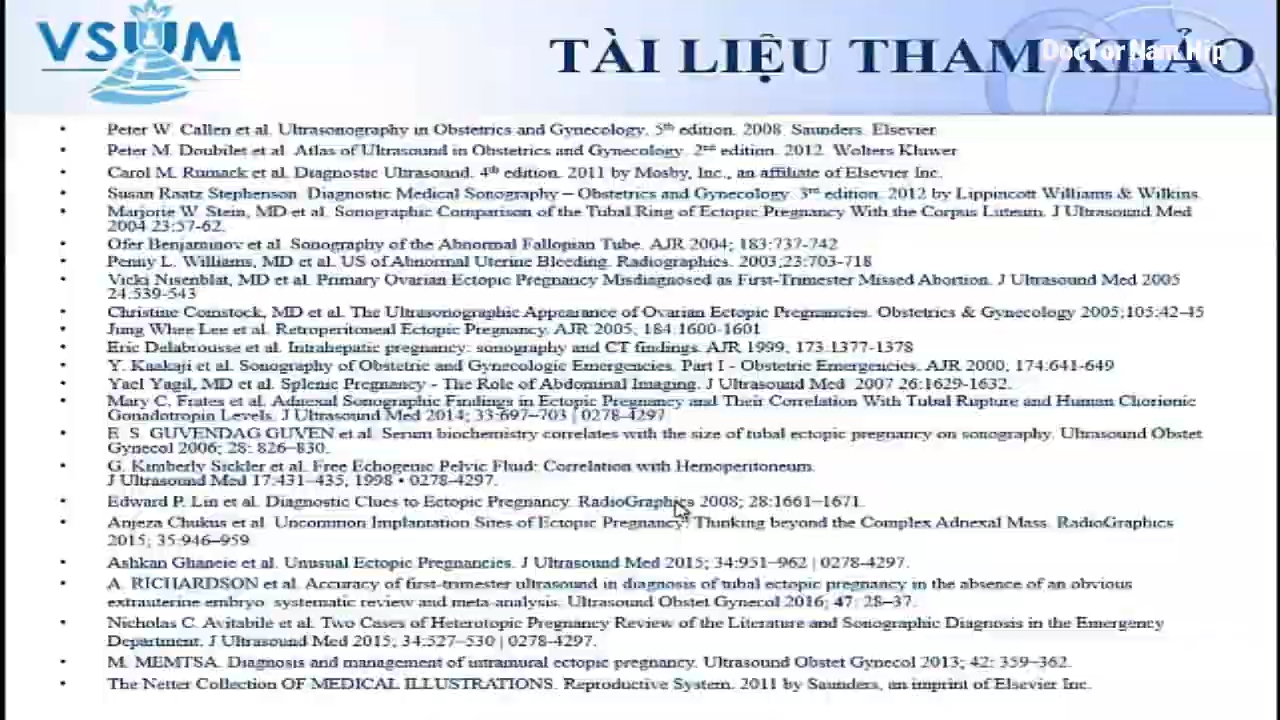 VSUM
TÀI LIỆU THAM KHẢO
DocTor Nam Hip
• Peter W. Callen et al. Ultrasonography in Obstetrics and Gynecology. 5th edition. 2008. Saunders. Elsevier
• Peter M. Doubilet et al. Atlas of Ultrasound in Obstetrics and Gynecology. 2nd edition. 2012. Wolters Kluwer
• Carol M. Rumack et al. Diagnostic Ultrasound. 4th edition. 2011 by Mosby, Inc., an affiliate of Elsevier Inc.
• Susan Raatz Stephenson. Diagnostic Medical Sonography – Obstetrics and Gynecology. 3rd edition. 2012 by Lippincott Williams & Wilkins.
• Marjorie W. Stein, MD et al. Sonographic Comparison of the Tubal Ring of Ectopic Pregnancy With the Corpus Luteum. J Ultrasound Med
2004 23:57-62.
• Ofer Benjaminov et al. Sonography of the Abnormal Fallopian Tube. AJR 2004; 183:737-742
• Penny L. Williams, MD et al. US of Abnormal Uterine Bleeding. Radiographics. 2003;23:703-718
• Vicki Nisenblat, MD et al. Primary Ovarian Ectopic Pregnancy Misdiagnosed as First-Trimester Missed Abortion. J Ultrasound Med 2005
24:539-543
• Christine Comstock, MD et al. The Ultrasonographic Appearance of Ovarian Ectopic Pregnancies. Obstetrics & Gynecology 2005;105:42-45
• Jung Whee Lee et al. Retroperitoneal Ectopic Pregnancy. AJR 2005; 184:1600-1601
• Eric Delabrousse et al. Intrahepatic pregnancy: sonography and CT findings. AJR 1999, 173:1377-1378
• Y. Kaakaji et al. Sonography of Obstetric and Gynecologic Emergencies. Part I - Obstetric Emergencies. AJR 2000; 174:641-649
• Yael Yagil, MD et al. Splenic Pregnancy - The Role of Abdominal Imaging. J Ultrasound Med 2007 26:1629-1632.
• Mary C. Frates et al. Adnexal Sonographic Findings in Ectopic Pregnancy and Their Correlation With Tubal Rupture and Human Chorionic
Gonadotropin Levels. J Ultrasound Med 2014; 33:697–703 | 0278-4297
• E. S. GUVENDAG GUVEN et al. Serum biochemistry correlates with the size of tubal ectopic pregnancy on sonography. Ultrasound Obstet
Gynecol 2006; 28: 826–830.
• G. Kimberly Sickler et al. Free Echogenic Pelvic Fluid: Correlation with Hemoperitoneum.
J Ultrasound Med 17:431–435, 1998 • 0278-4297.
• Edward P. Lin et al. Diagnostic Clues to Ectopic Pregnancy. RadioGraphics 2008; 28:1661–1671.
• Anjeza Chukus et al. Uncommon Implantation Sites of Ectopic Pregnancy: Thinking beyond the Complex Adnexal Mass. RadioGraphics
2015; 35:946–959
• Ashkan Ghaneie et al. Unusual Ectopic Pregnancies. J Ultrasound Med 2015; 34:951–962 | 0278-4297.
• A. RICHARDSON et al. Accuracy of first-trimester ultrasound in diagnosis of tubal ectopic pregnancy in the absence of an obvious
extrauterine embryo: systematic review and meta-analysis. Ultrasound Obstet Gynecol 2016; 47: 28–37.
• Nicholas C. Avitabile et al. Two Cases of Heterotopic Pregnancy Review of the Literature and Sonographic Diagnosis in the Emergency
Department. J Ultrasound Med 2015; 34:527–530 | 0278-4297.
• M. MEMTSA. Diagnosis and management of intramural ectopic pregnancy. Ultrasound Obstet Gynecol 2013; 42: 359–362.
• The Netter Collection OF MEDICAL ILLUSTRATIONS. Reproductive System. 2011 by Saunders, an imprint of Elsevier Inc.